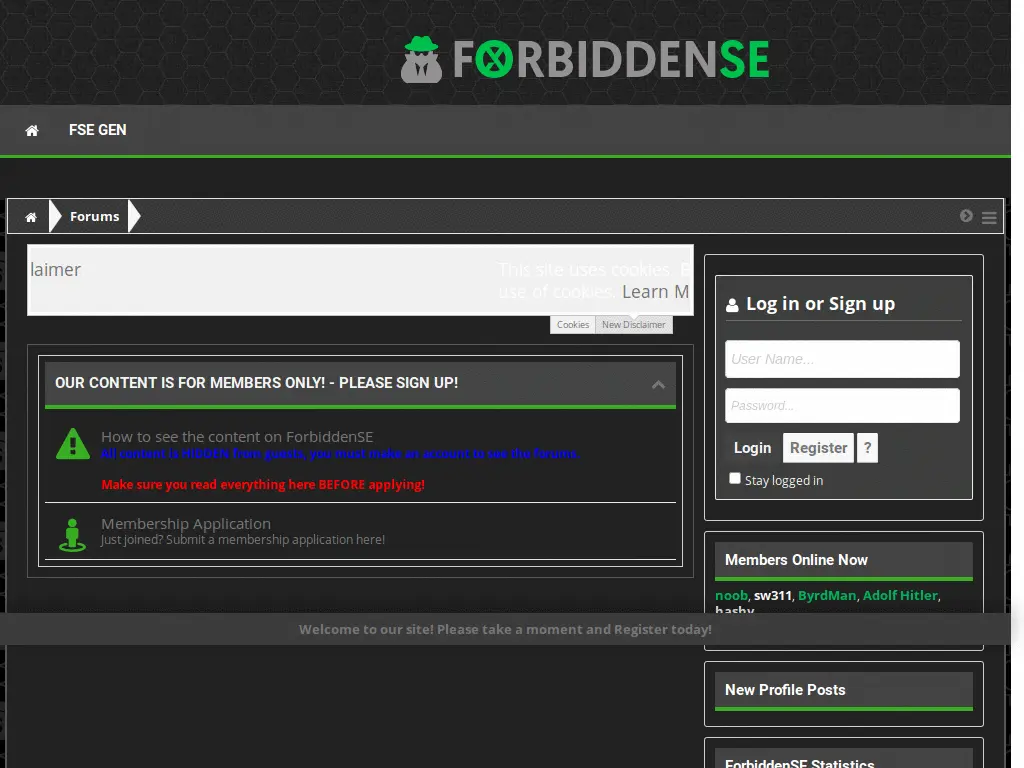 FORBIDDENSE
FSE GEN
Forums
laimer
This site uses cookies.
use of cookies. Learn M
Cookies
New Disclaimer
Log in or Sign up
User Name...
Password...
Login
Register
?
Stay logged in
OUR CONTENT IS FOR MEMBERS ONLY! - PLEASE SIGN UP!
How to see the content on ForbiddenSE
All content is HIDDEN from guests, you must make an account to see the forums
Make sure you read everything here BEFORE applying!
Membership Application
Just joined? Submit a membership application here!
Members Online Now
noob, sw311, ByrdMan, Adolf Hitler,
Welcome to our site! Please take a moment and Register today!
New Profile Posts
ForbiddenSE Statistics